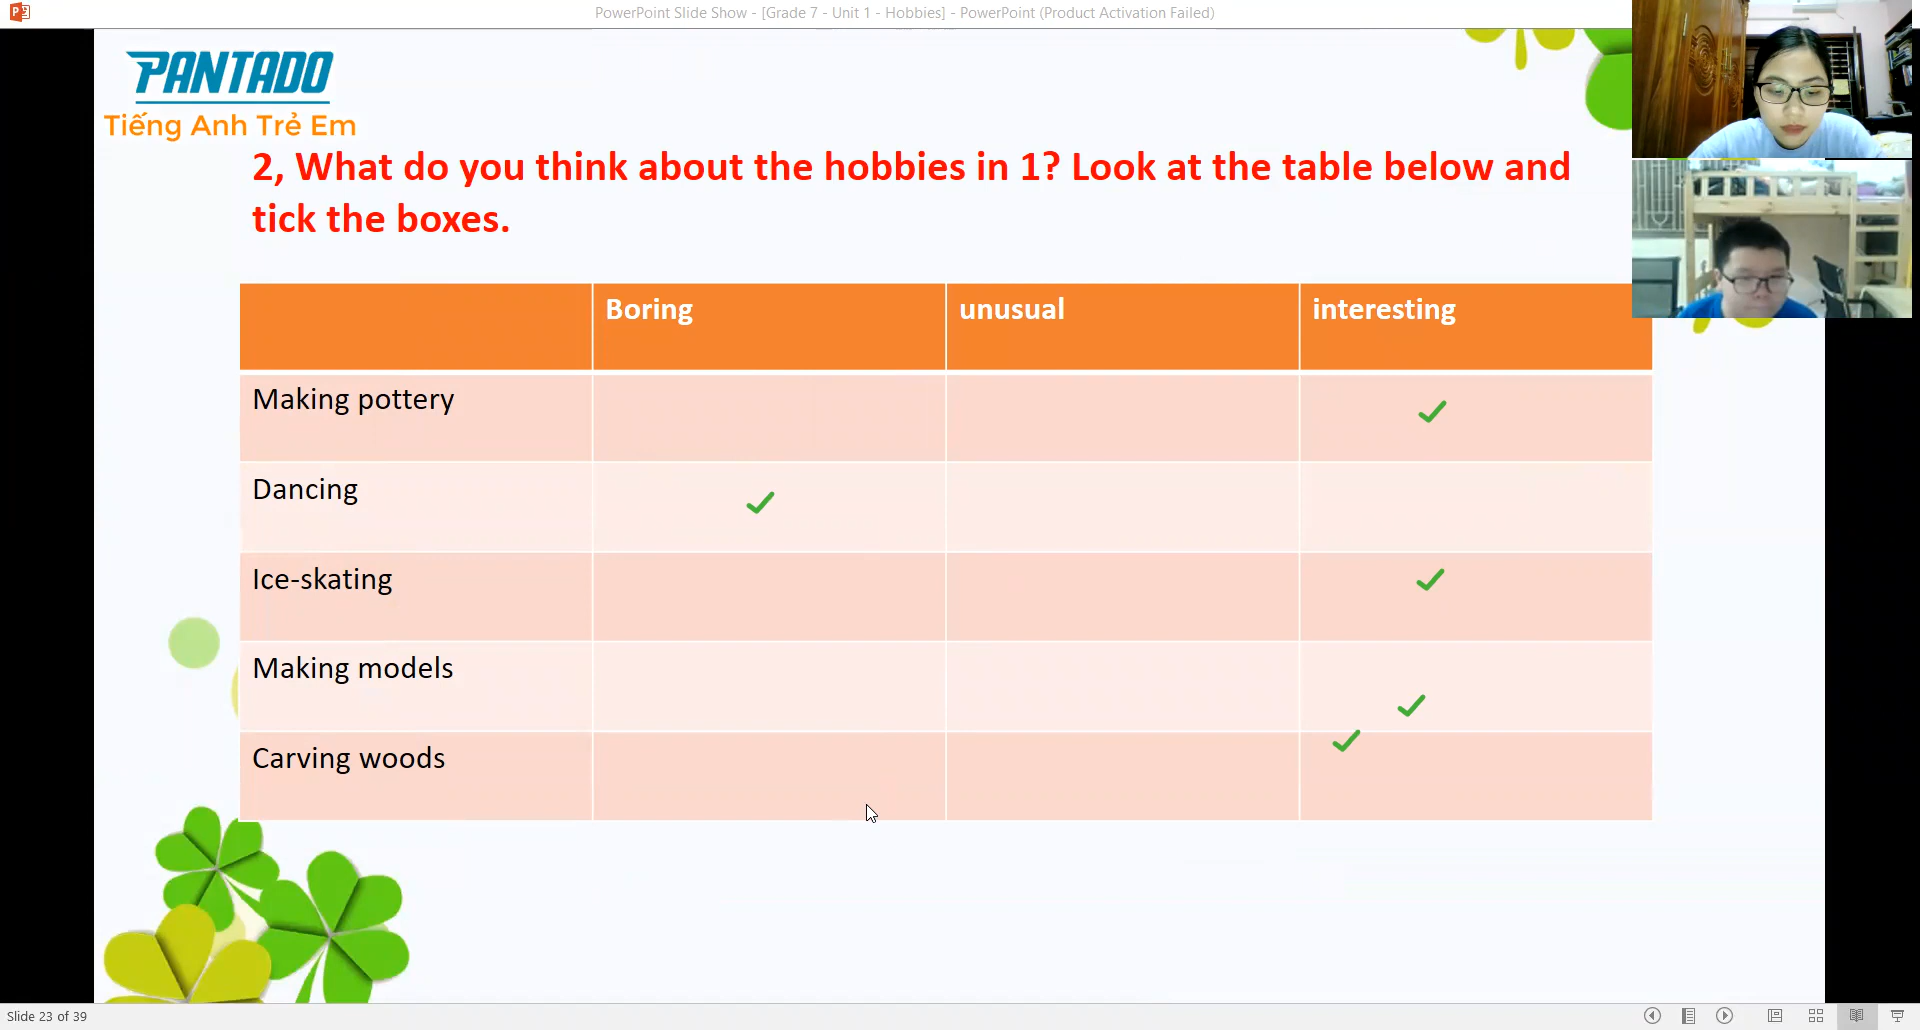 PowerPoint Slide Show - [Grade 7 - Unit 1 - Hobbies] - PowerPoint (Product Activation Failed)
PANTADO
Tiếng Anh Trẻ Em
2, What do you think about the hobbies in 1? Look at the table below and
tick the boxes.
Boring unusual interesting
Making pottery
Dancing
Ice-skating
Making models
Carving woods
Slide 23 of 39